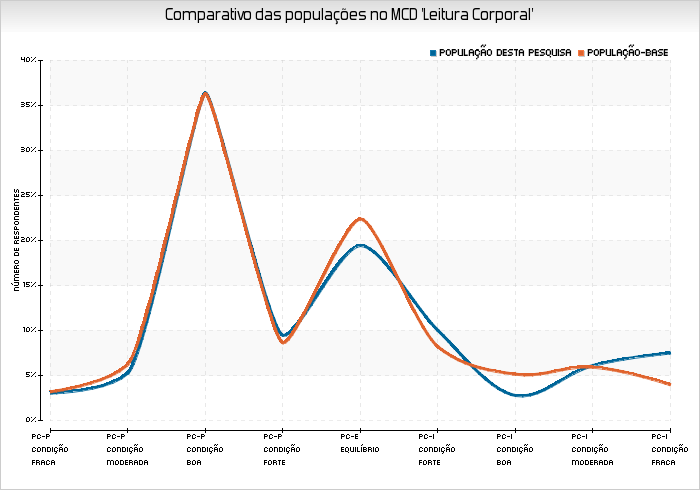 Comparativo das populações no MCD 'Leitura Corporal'
POPULAÇÃO DESTA PESQUISA POPULAÇÃO-BASE
40%
35%
30%
25%
20%
15%
10%
5%
0%
NÚMERO DE RESPONDENTES
PC-P PC-P PC-P PC-P PC-E PC-I PC-I PC-I PC-I
CONDIÇÃO CONDIÇÃO CONDIÇÃO CONDIÇÃO EQUILÍBRIO CONDIÇÃO CONDIÇÃO CONDIÇÃO CONDIÇÃO
FRACA MODERADA BOA FORTE FORTE BOA MODERADA FRACA